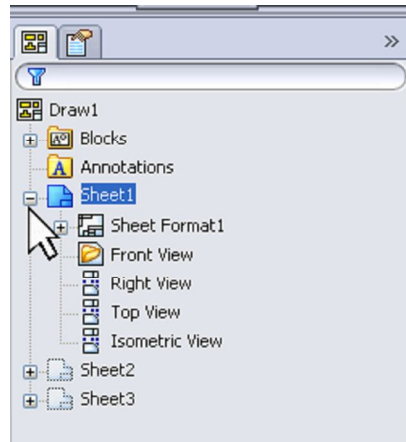 Draw1
Blocks
Annotations
Sheet1
Sheet Format1
Front View
Right View
Top View
Isometric View
Sheet2
Sheet3